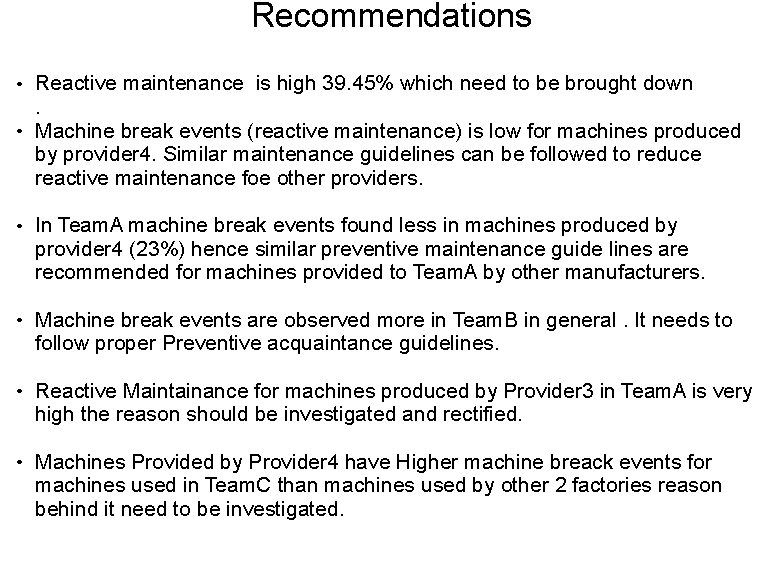 Recommendations
• Reactive maintenance  is high 39.45% which need to be brought down
.
• Machine break events (reactive maintenance) is low for machines produced
by provider4. Similar maintenance guidelines can be followed to reduce
reactive maintenance foe other providers.
• In TeamA machine break events found less in machines produced by
provider4 (23%) hence similar preventive maintenance guide lines are
recommended for machines provided to TeamA by other manufacturers.
• Machine break events are observed more in TeamB in general . It needs to
follow proper Preventive acquaintance guidelines.
• Reactive Maintainance for machines produced by Provider3 in TeamA is very
high the reason should be investigated and rectified.
• Machines Provided by Provider4 have Higher machine breack events for
machines used in TeamC than machines used by other 2 factories reason
behind it need to be investigated.